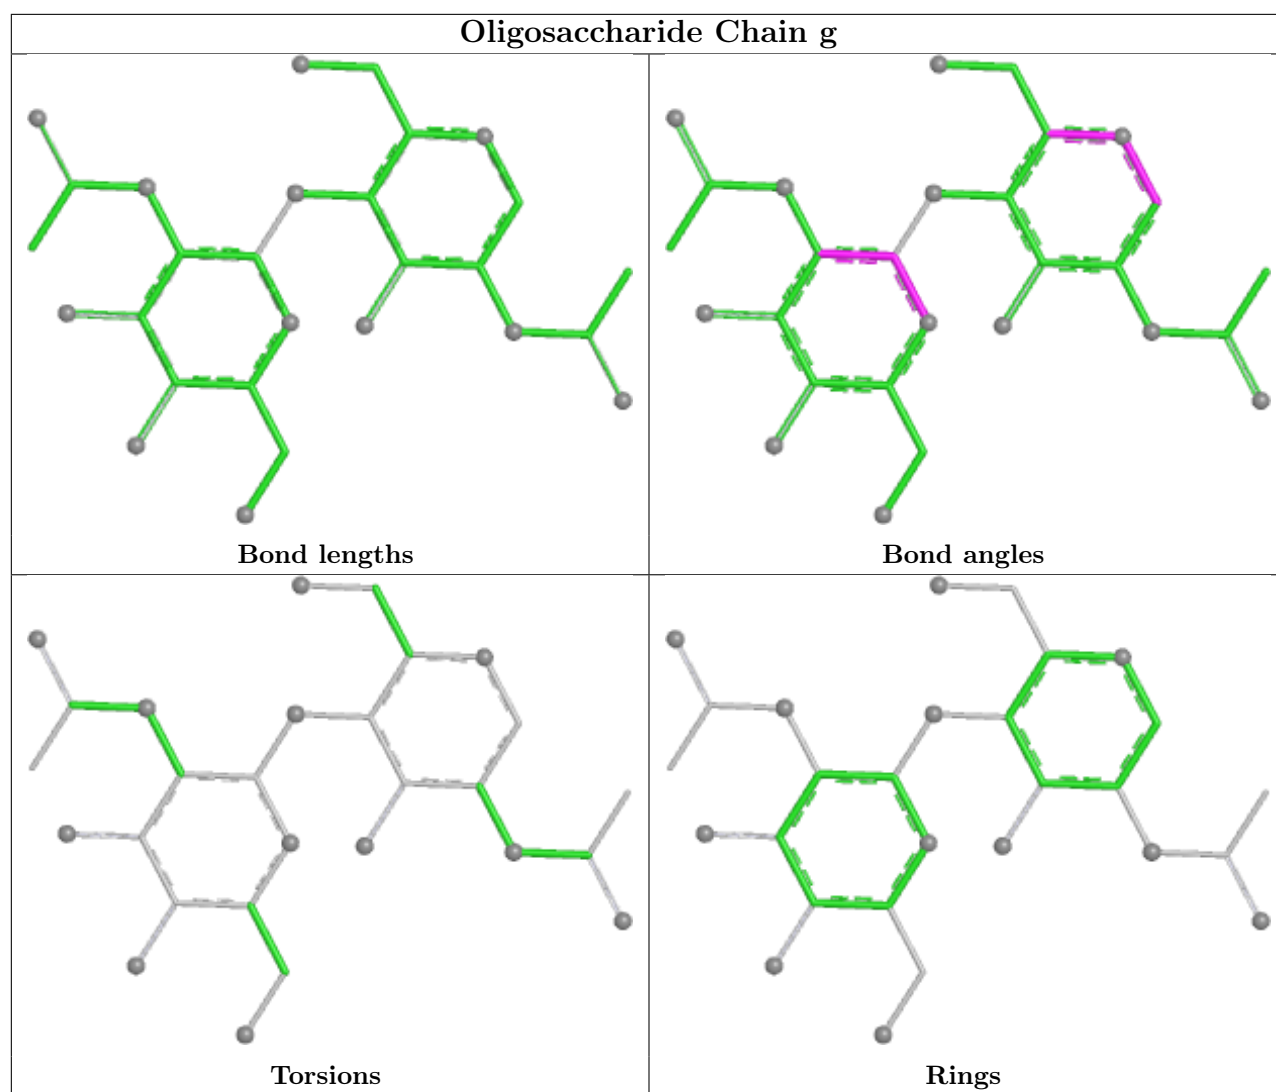 Oligosaccharide Chain g
Bond lengths
Bond angles
Torsions
Rings